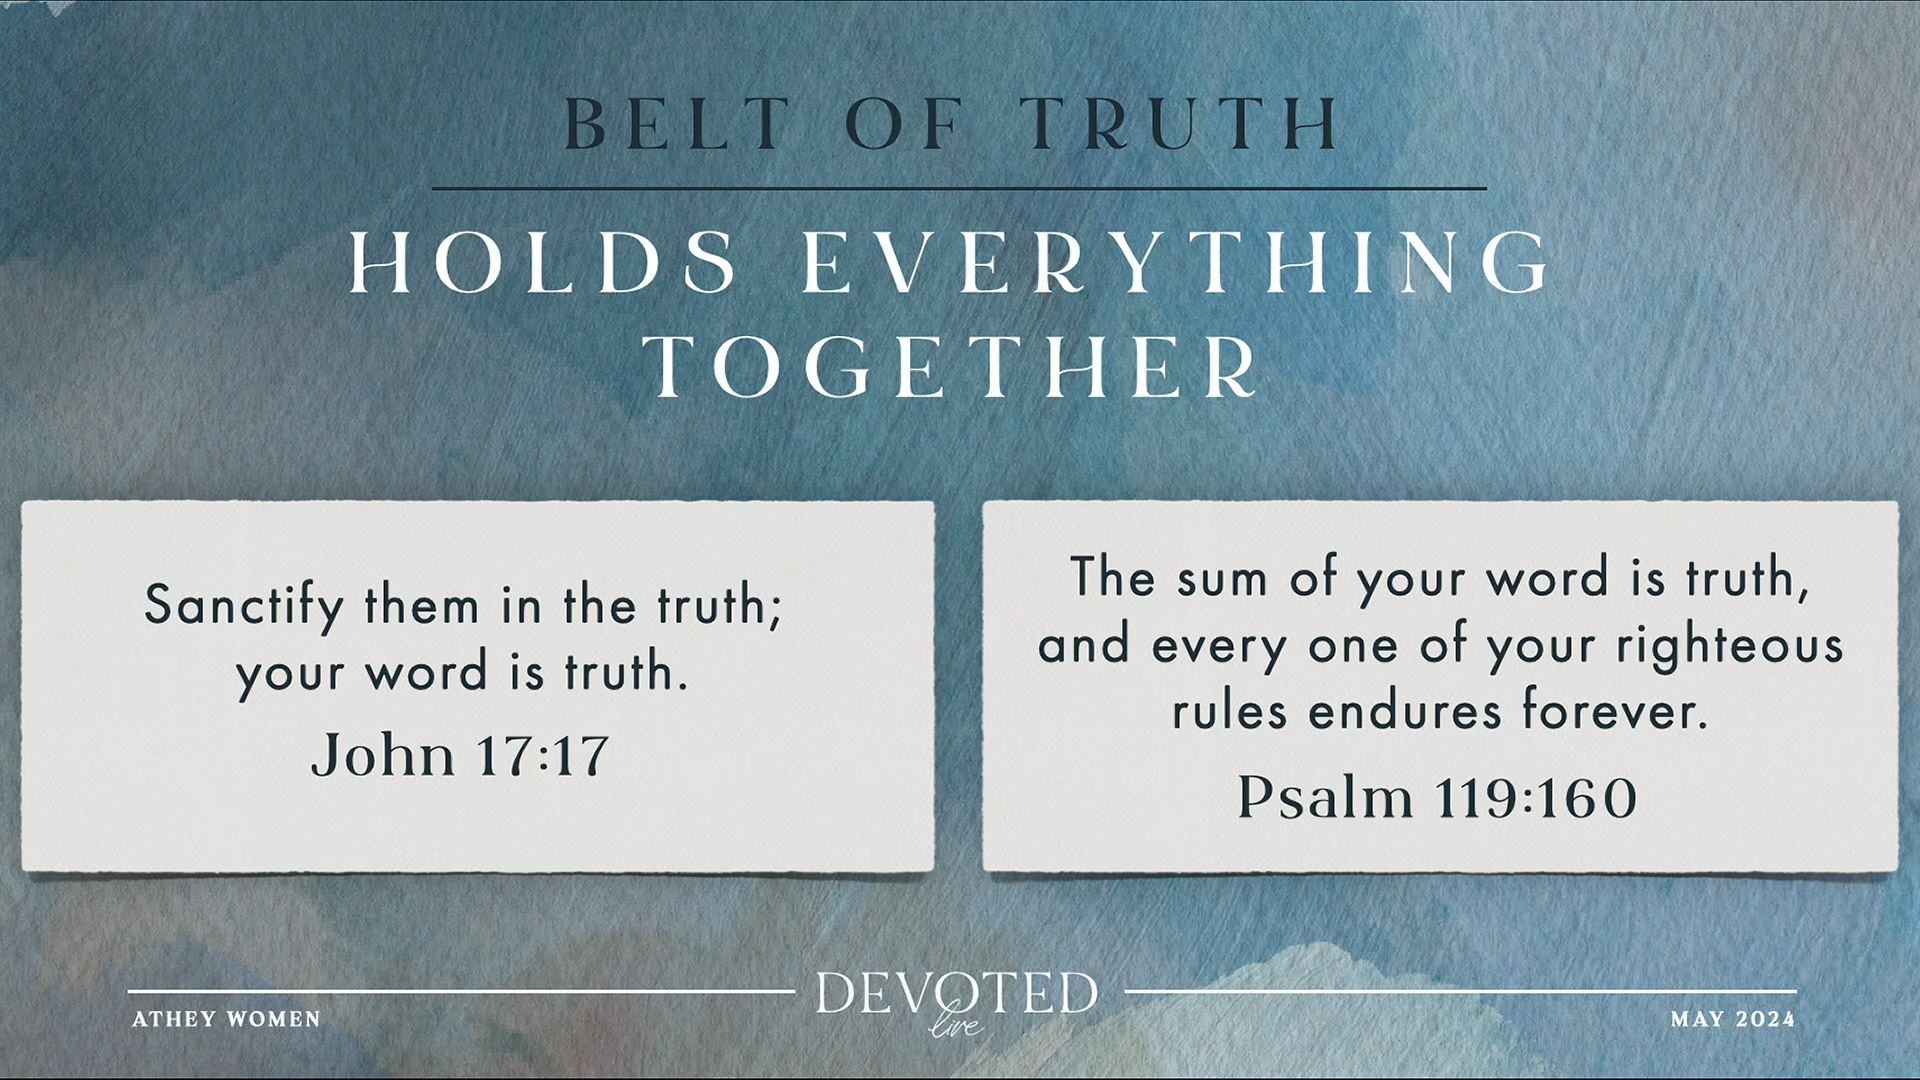 BELT OF TRUTH
HOLDS EVERYTHING
TOGETHER
Sanctify them in the truth;
your word is truth.
John 17:17
The sum of your word is truth,
and every one of your righteous
rules endures forever.
Psalm 119:160
DEVOTED
live
ATHEY WOMEN
MAY 2024